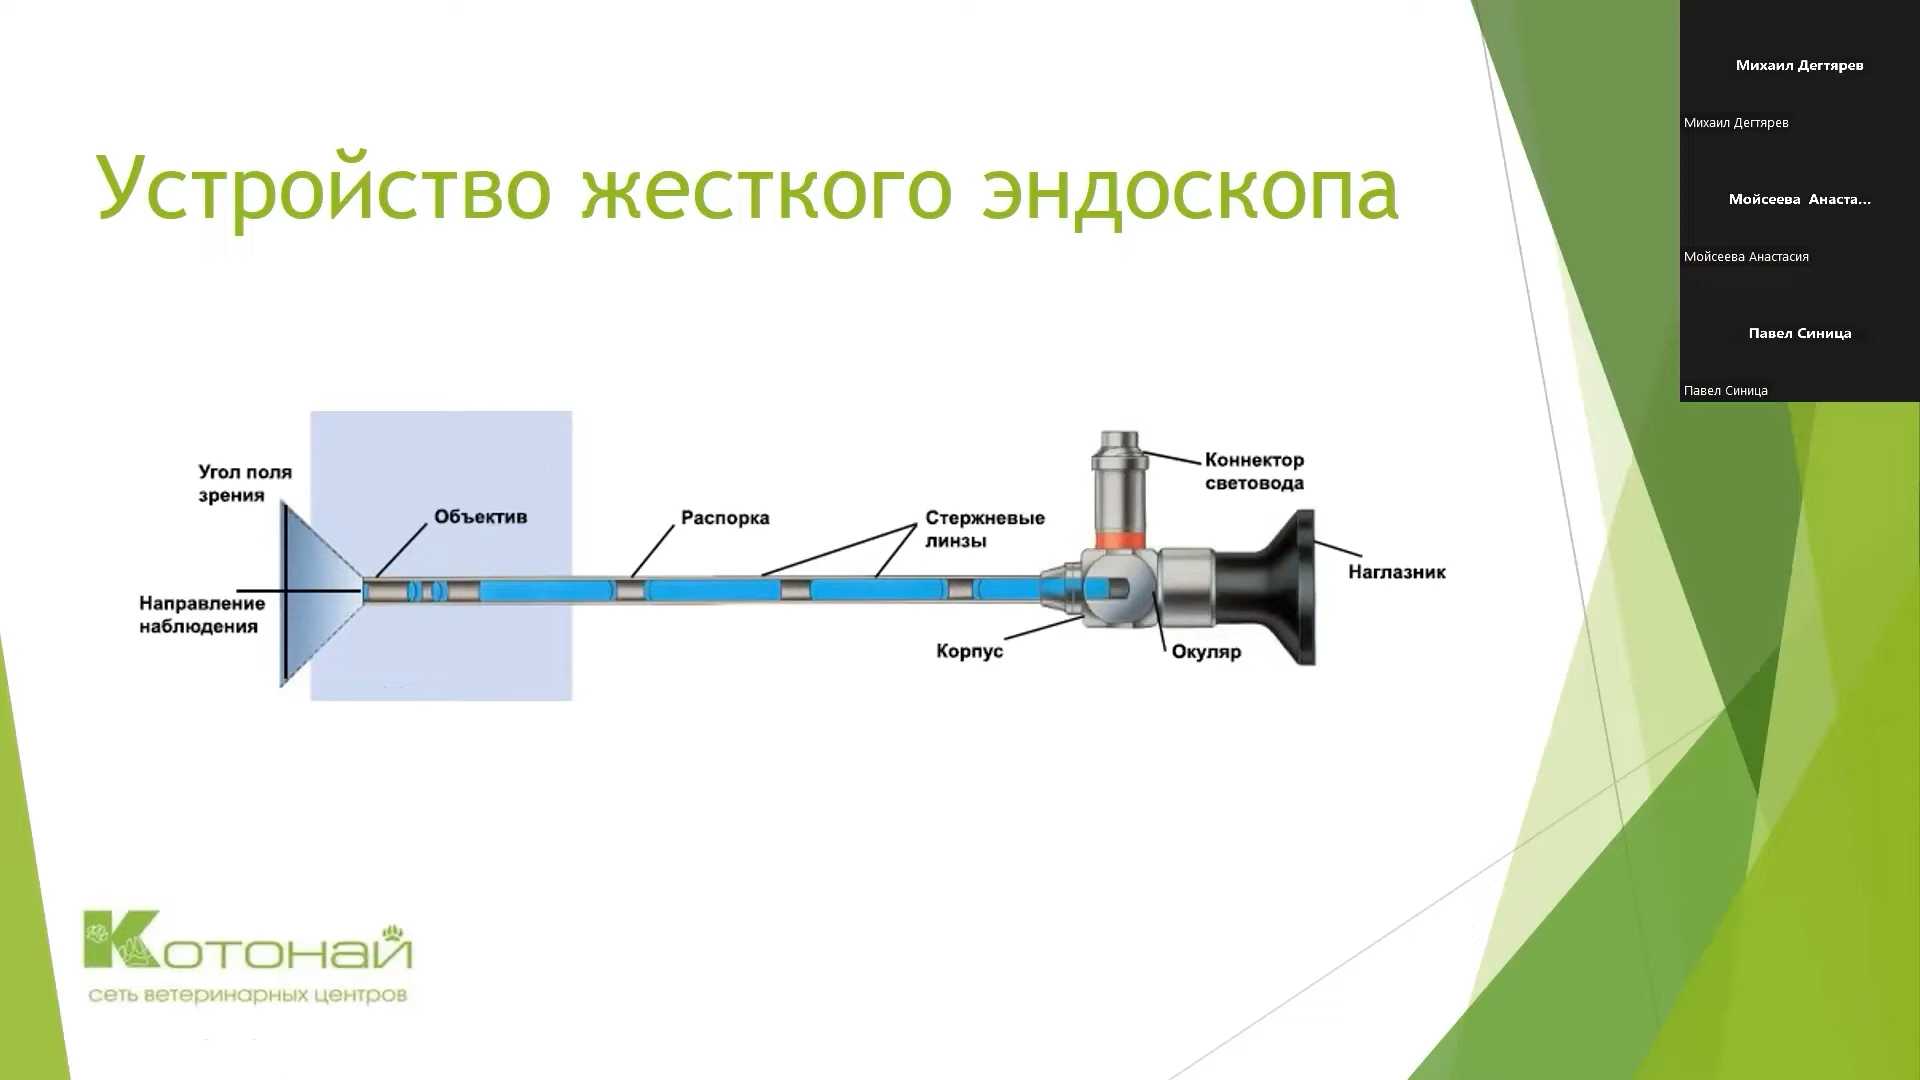 Устройство жесткого эндоскопа
Угол поля
зрения
Объектив
Распорка
Стержневые
линзы
Коннектор
световода
Наглазник
Направление
наблюдения
Корпус
Окуляр
Котонай
сеть ветеринарных центров
Михаил Дегтярев
Михаил Дегтярев
Мойсеева Анаста...
Мойсеева Анастасия
Павел Синица
Павел Синица